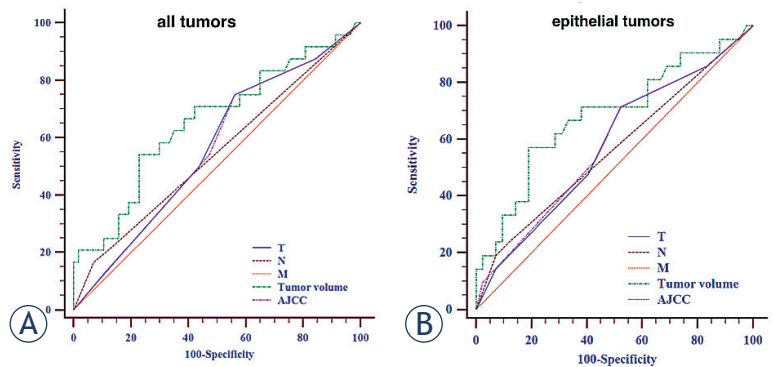 all tumors
100
80
60
40
20
0
Sensitivity
T
N
M
Tumor volume
AJCC
0 20 40 60 80 100
100-Specificity
A
epithelial tumors
100
80
60
40
20
0
Sensitivity
T
N
M
Tumor volume
AJCC
0 20 40 60 80 100
100-Specificity
B